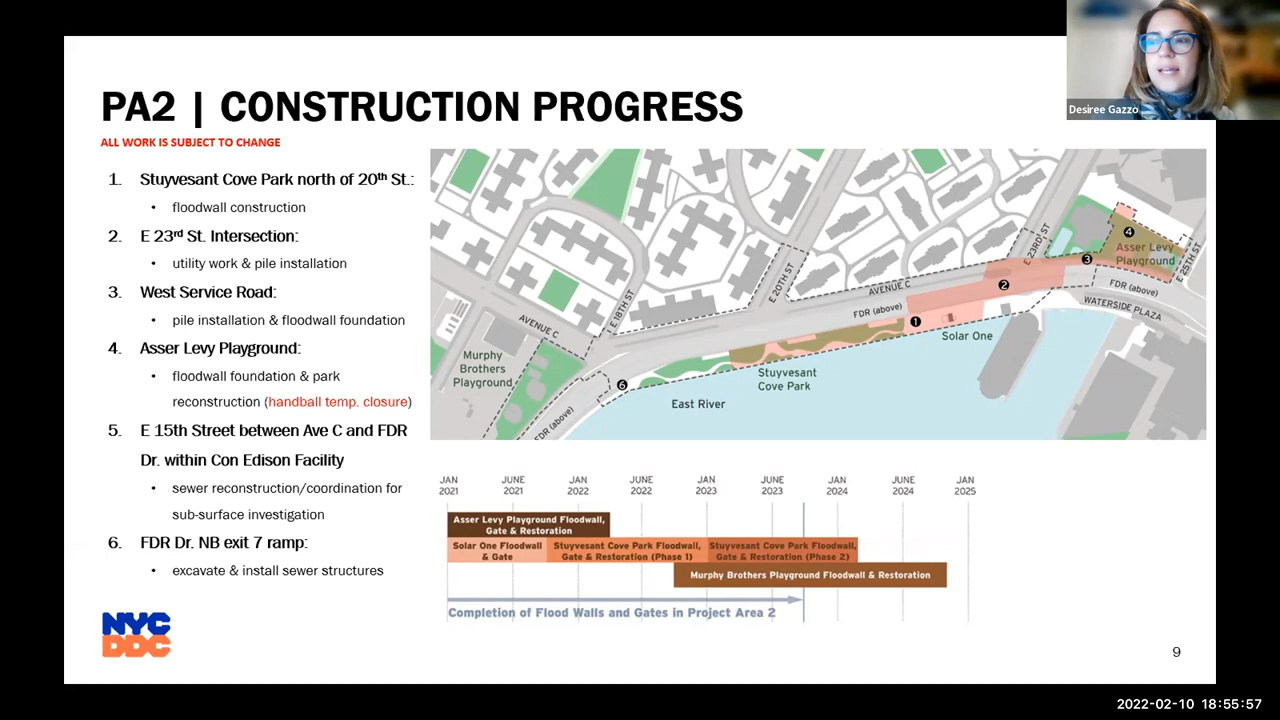 Desiree Gazzo
PA2 | CONSTRUCTION PROGRESS
ALL WORK IS SUBJECT TO CHANGE
1. Stuyvesant Cove Park north of 20th St.:
• floodwall construction
2. E 23rd St. Intersection:
• utility work & pile installation
3. West Service Road:
• pile installation & floodwall foundation
4. Asser Levy Playground:
• floodwall foundation & park
reconstruction (handball temp. closure)
5. E 15th Street between Ave C and FDR
Dr. within Con Edison Facility
• sewer reconstruction/coordination for
sub-surface investigation
6. FDR Dr. NB exit 7 ramp:
• excavate & install sewer structures
NYC
DDC
4
Asser Levy
Playground
E 25TH ST
E 23RD ST
3
2
FDR (above)
WATERSIDE PLAZA
E 20TH ST
AVENUE C
FDR (above)
1
Solar One
E 18TH ST
AVENUE C
Murphy
Brothers
Playground
Stuyvesant
Cove Park
6
East River
FDR (above)
JAN JUNE JAN JUNE JAN JUNE JAN JUNE JAN
2021 2021 2022 2022 2023 2023 2024 2024 2025
Asser Levy Playground Floodwall,
Gate & Restoration
Solar One Floodwall
& Gate
Stuyvesant Cove Park Floodwall,
Gate & Restoration (Phase 1)
Stuyvesant Cove Park Floodwall,
Gate & Restoration (Phase 2)
Murphy Brothers Playground Floodwall & Restoration
Completion of Flood Walls and Gates in Project Area 2
9
2022-02-10 18:55:57